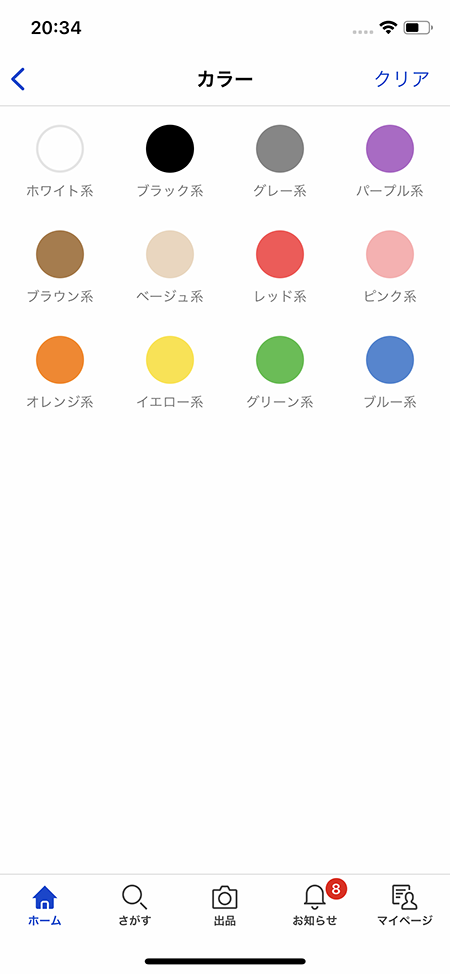 20:34
カラー
クリア
ホワイト系
ブラック系
グレー系
パープル系
ブラウン系
ベージュ系
レッド系
ピンク系
オレンジ系
イエロー系
グリーン系
ブルー系
8
ホーム
さがす
出品
お知らせ
マイページ